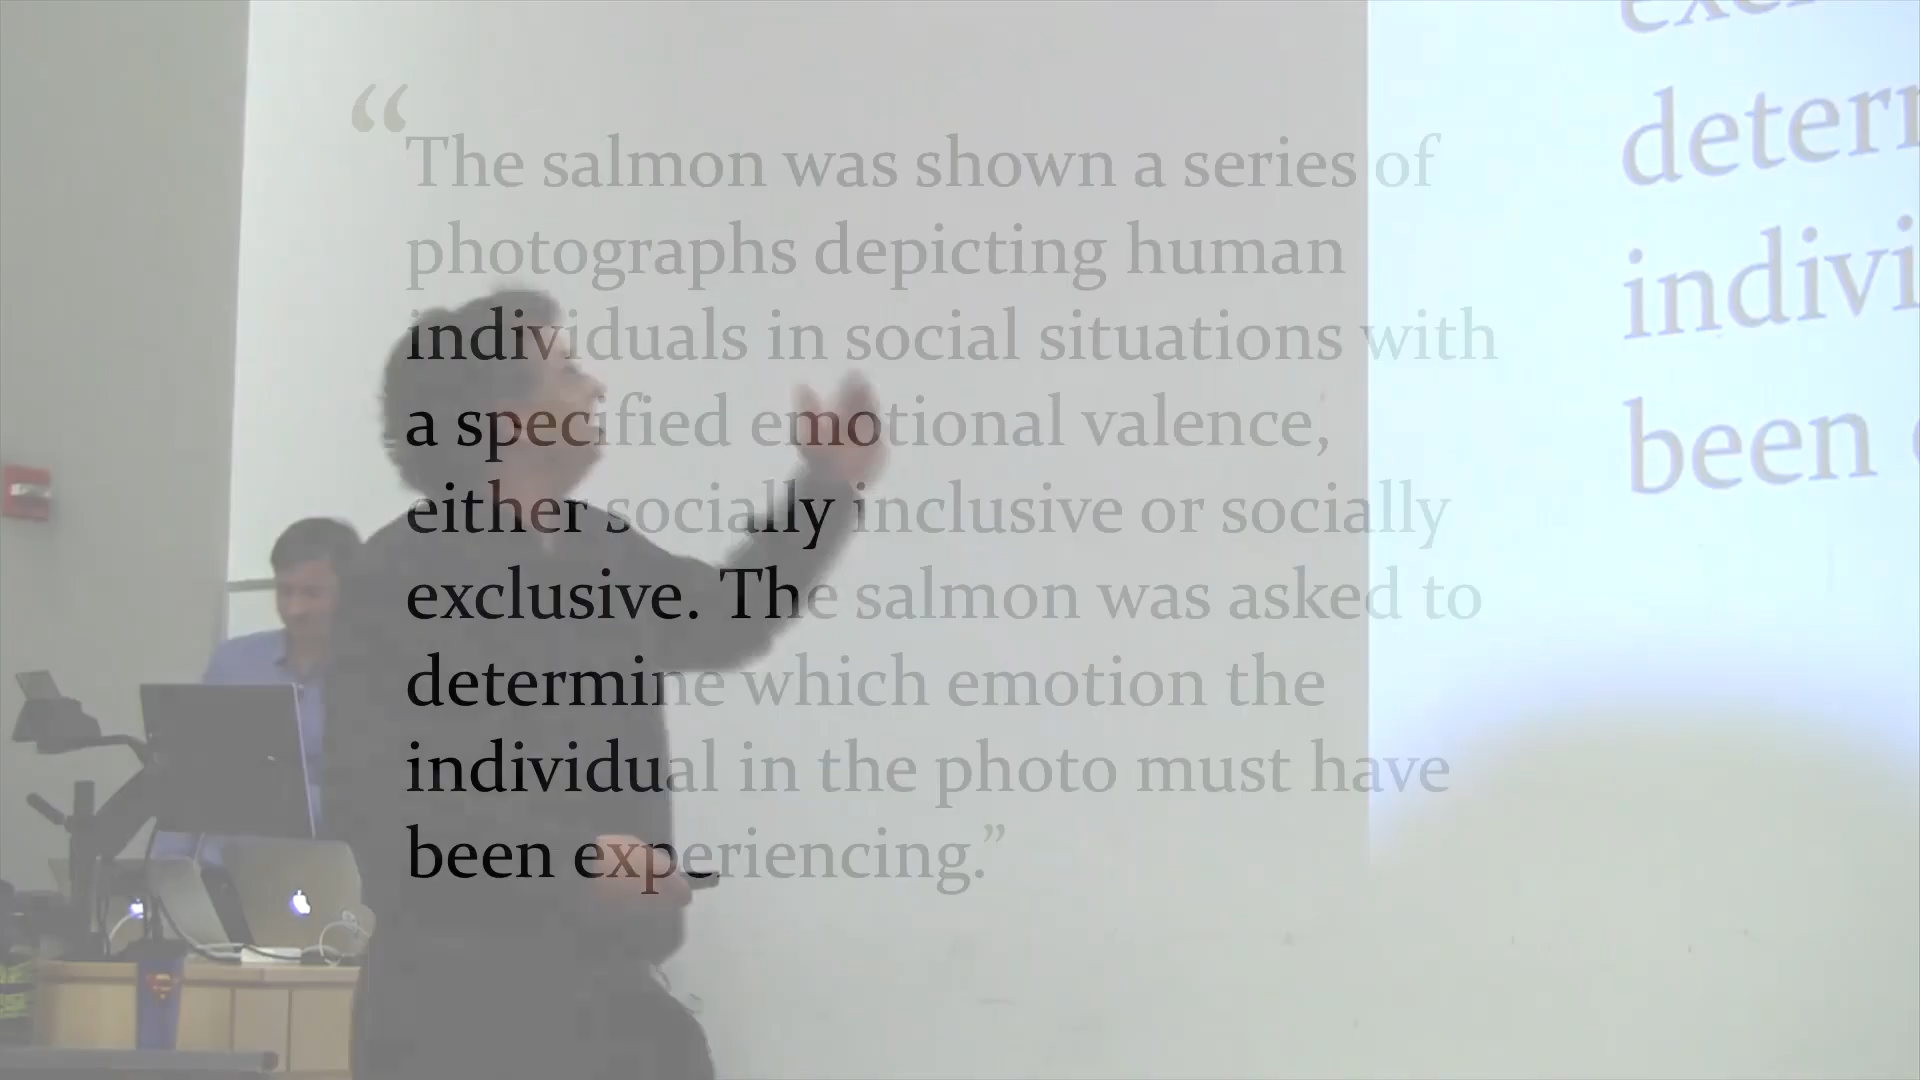 “The salmon was shown a series of
photographs depicting human
individuals in social situations with
a specified emotional valence,
either socially inclusive or socially
exclusive. The salmon was asked to
determine which emotion the
individual in the photo must have
been experiencing.”
individ
been